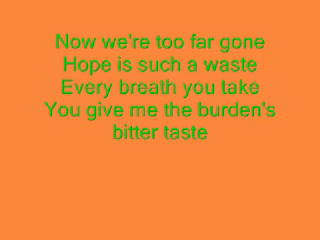 Now we're too far gone
Hope is such a waste
Every breath you take
You give me the burden's
bitter taste